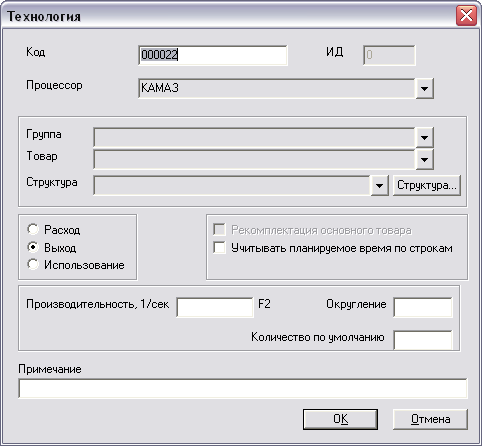 Технология
Код 000022 ИД 0
Процессор КАМАЗ
Группа
Товар
Структура Структура...
Расход
Выход
Использование
Рекомплектация основного товара
Учитывать планируемое время по строкам
Производительность, 1/сек F2 Округление
Количество по умолчанию
Примечание
OK Отмена